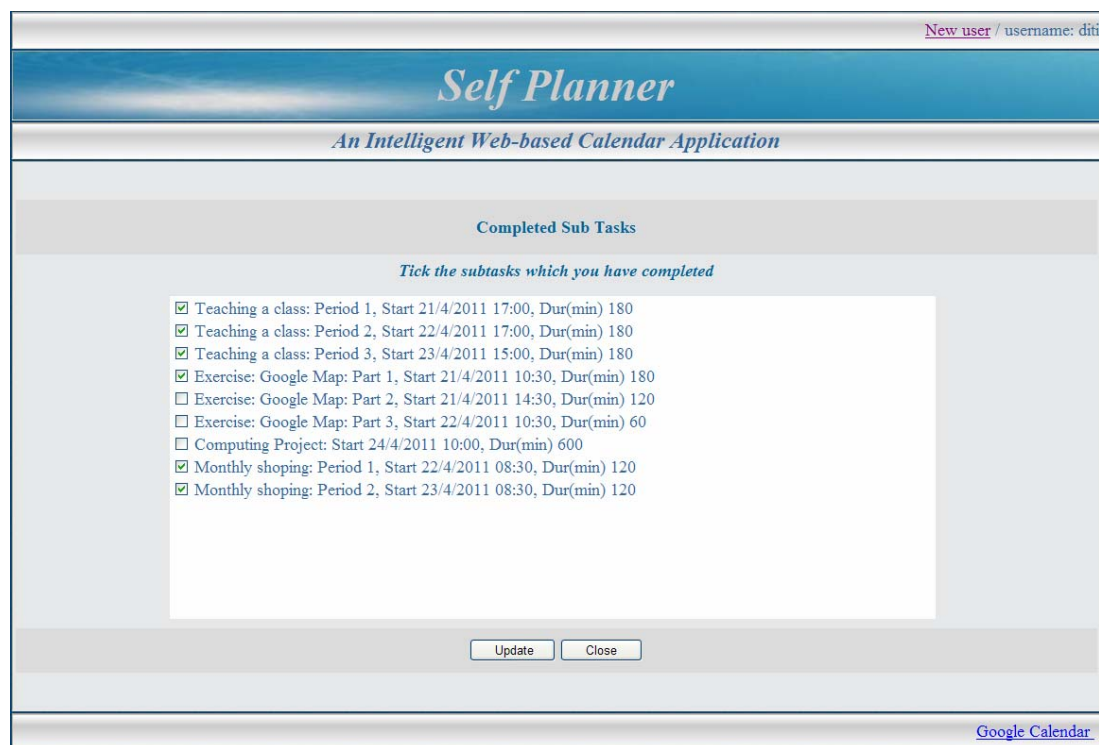 New user / username: diti
Self Planner
An Intelligent Web-based Calendar Application
Completed Sub Tasks
Tick the subtasks which you have completed
Teaching a class: Period 1, Start 21/4/2011 17:00, Dur(min) 180
Teaching a class: Period 2, Start 22/4/2011 17:00, Dur(min) 180
Teaching a class: Period 3, Start 23/4/2011 15:00, Dur(min) 180
Exercise: Google Map: Part 1, Start 21/4/2011 10:30, Dur(min) 180
Exercise: Google Map: Part 2, Start 21/4/2011 14:30, Dur(min) 120
Exercise: Google Map: Part 3, Start 22/4/2011 10:30, Dur(min) 60
Computing Project: Start 24/4/2011 10:00, Dur(min) 600
Monthly shoping: Period 1, Start 22/4/2011 08:30, Dur(min) 120
Monthly shoping: Period 2, Start 23/4/2011 08:30, Dur(min) 120
Update Close
Google Calendar